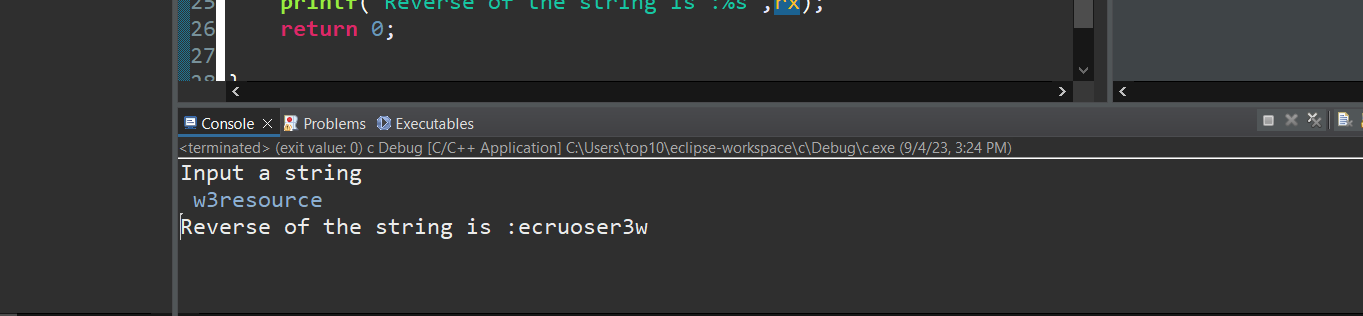 25 printf("Reverse of the string is :%s",rx);
26 return 0;
27
28 }
Console Problems Executables
<terminated> (exit value: 0) c Debug [C/C++ Application] C:\Users\top10\eclipse-workspace\c\Debug\c.exe (9/4/23, 3:24 PM)
Input a string
w3resource
Reverse of the string is :ecruoser3w